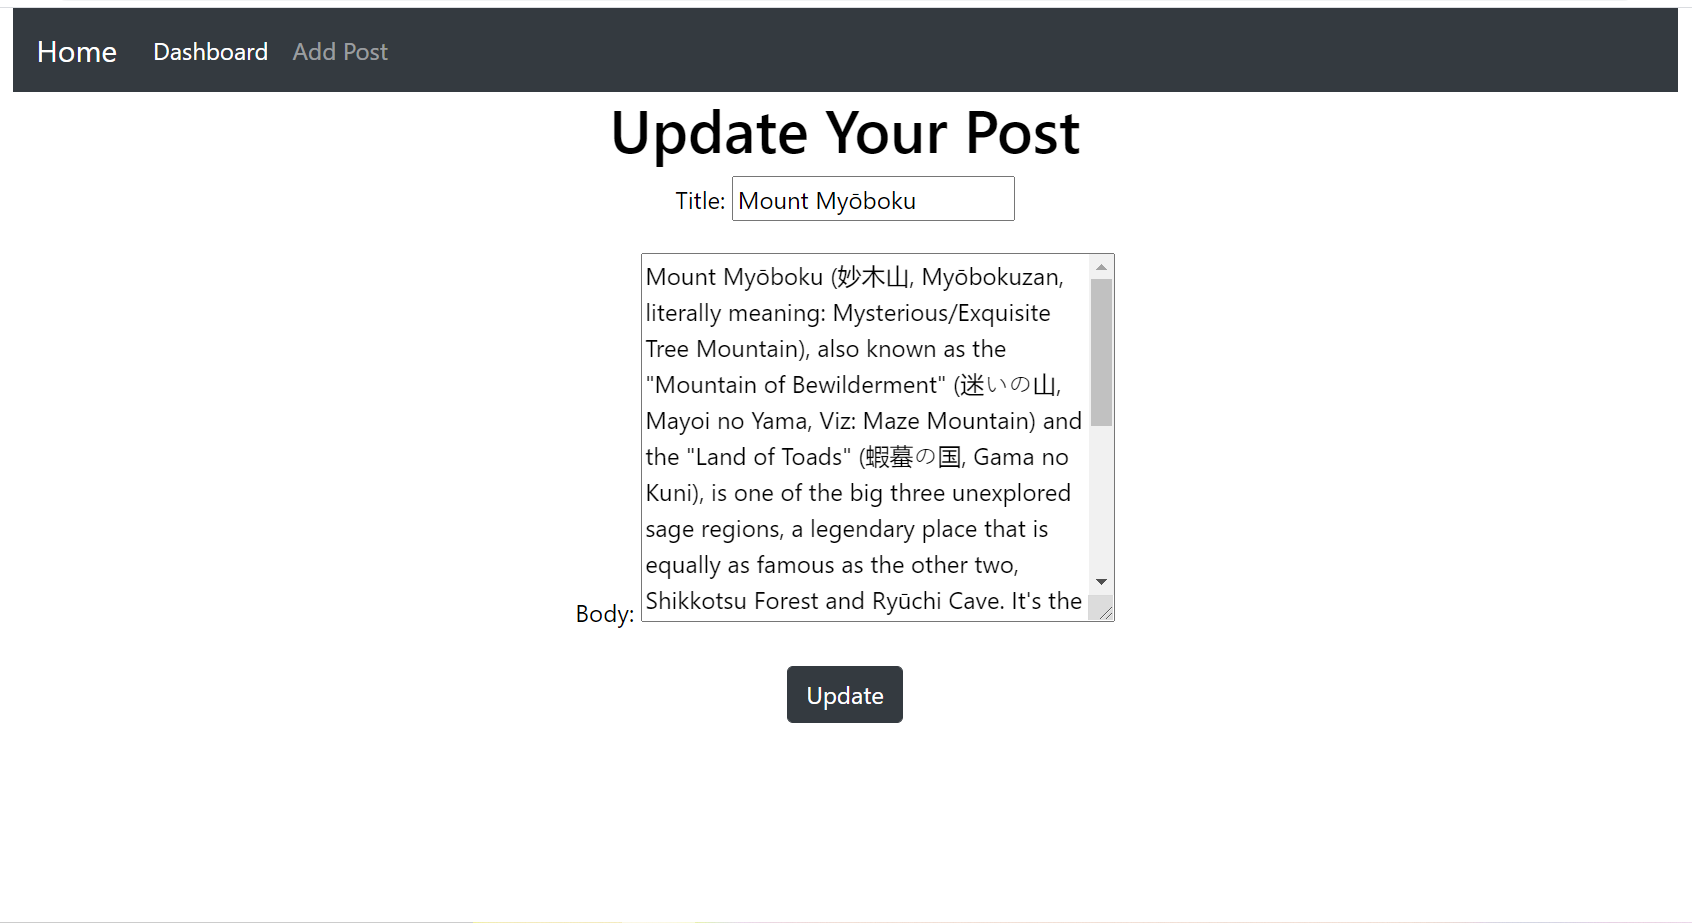 Home Dashboard Add Post
Update Your Post
Title: Mount Myōboku
Mount Myōboku (妙木山, Myōbokuzan,
literally meaning: Mysterious/Exquisite
Tree Mountain), also known as the
"Mountain of Bewilderment" (迷いの山,
Mayoi no Yama, Viz: Maze Mountain) and
the "Land of Toads" (蝦蟇の国, Gama no
Kuni), is one of the big three unexplored
sage regions, a legendary place that is
equally as famous as the other two,
Shikkotsu Forest and Ryūchi Cave. It's the
Body:
Update